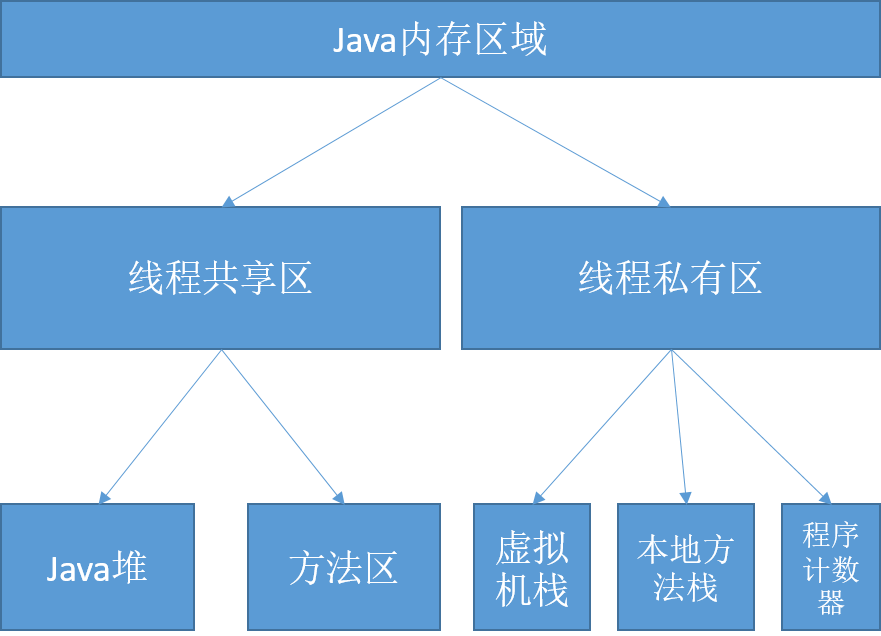 Java内存区域
线程共享区
线程私有区
Java堆
方法区
虚拟
机栈
本地方
法栈
程序
计数
器